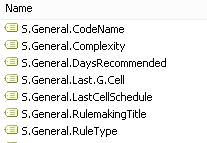 Name
S.General.CodeName
S.General.Complexity
S.General.DaysRecommended
S.General.Last.G.Cell
S.General.LastCellSchedule
S.General.RulemakingTitle
S.General.RuleType